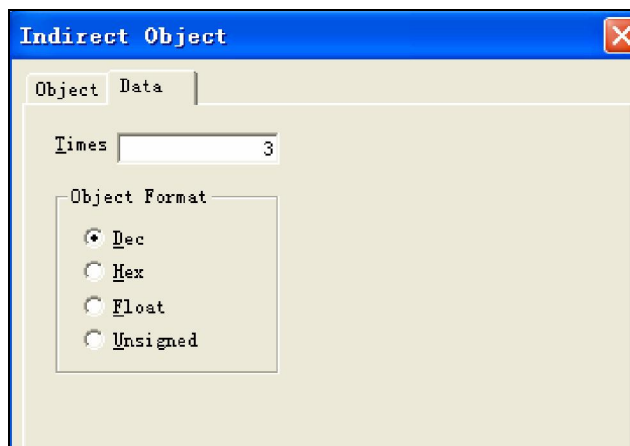 Indirect Object
Object Data
Times 3
Object Format
Dec
Hex
Float
Unsigned